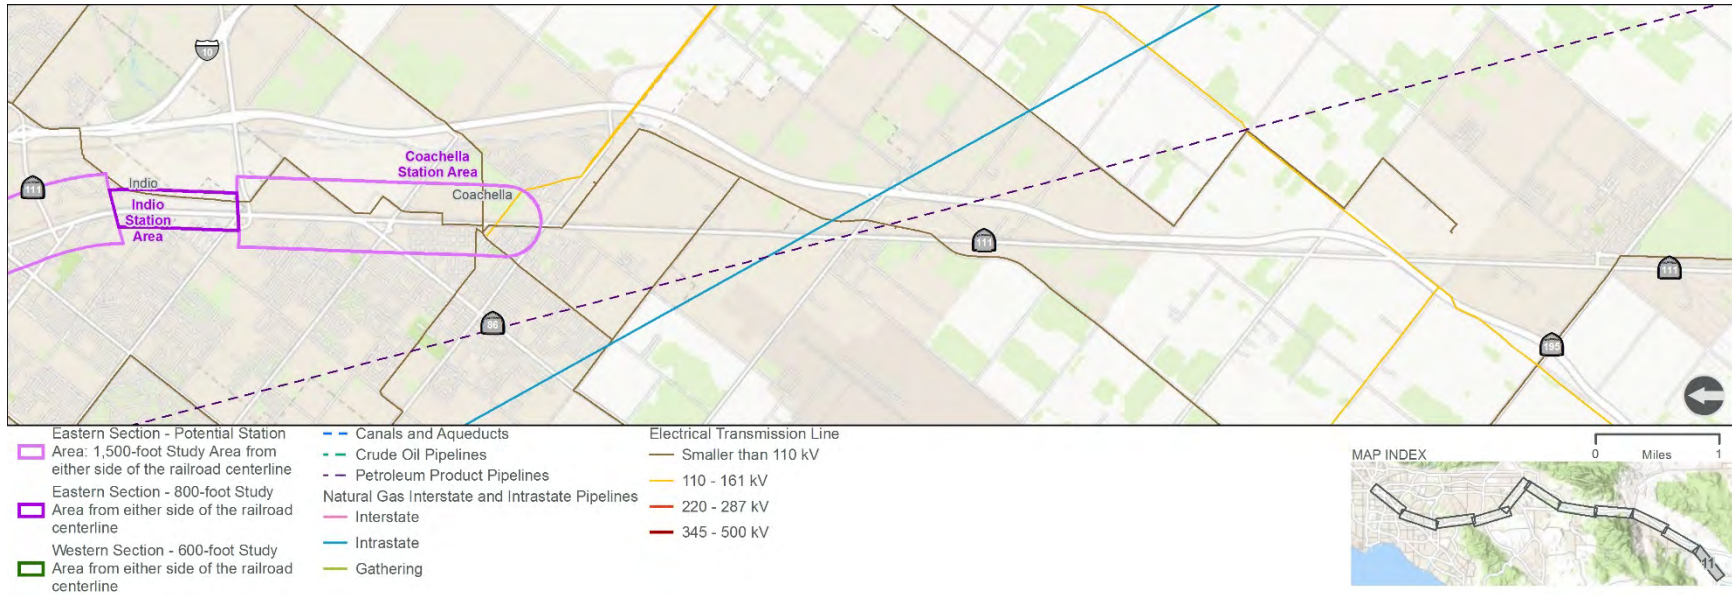 10
Coachella
Station Area
111
Indio
Coachella
Indio
Station
Area
111
111
86
195
Eastern Section - Potential Station
Area: 1,500-foot Study Area from
either side of the railroad centerline
Eastern Section - 800-foot Study
Area from either side of the railroad
centerline
Western Section - 600-foot Study
Area from either side of the railroad
centerline
Canals and Aqueducts
Crude Oil Pipelines
Petroleum Product Pipelines
Natural Gas Interstate and Intrastate Pipelines
Interstate
Intrastate
Gathering
Electrical Transmission Line
Smaller than 110 kV
110 - 161 kV
220 - 287 kV
345 - 500 kV
MAP INDEX
0 Miles 1
11